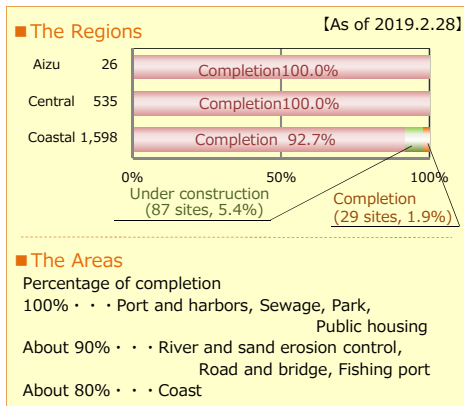 ■The Regions 【As of 2019.2.28】
Aizu 26 Completion100.0%
Central 535 Completion100.0%
Coastal 1,598 Completion 92.7%
0% 50% 100%
Under construction
(87 sites, 5.4%)
Completion
(29 sites, 1.9%)
■The Areas
Percentage of completion
100%・・・Port and harbors, Sewage, Park,
Public housing
About 90%・・・River and sand erosion control,
Road and bridge, Fishing port
About 80%・・・Coast